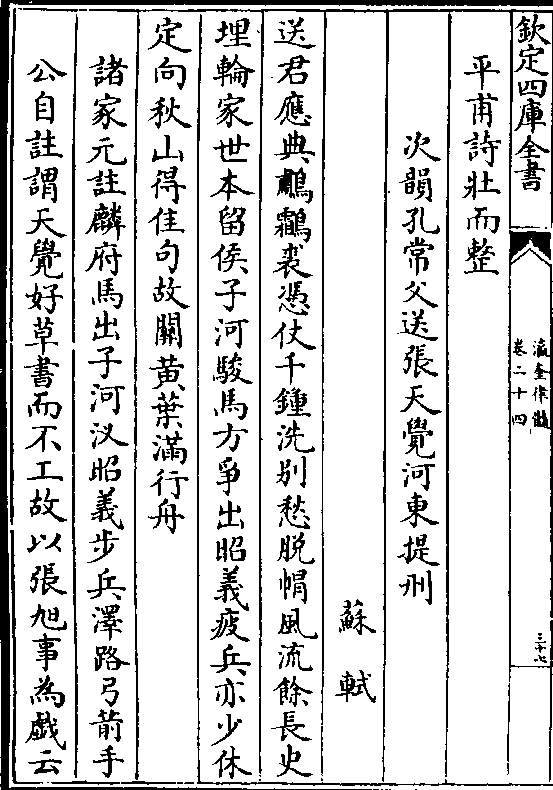 欽定四庫全書
瀛奎律髓
卷二十四
三十七
平甫詩壯而整
次韻孔常父送張天覺河東提刑
蘇軾
送君應典鷫鸘裘憑仗千鍾洗别愁脱帽風流餘長史
埋輪家世本留侯子河駿馬方爭出昭義疲兵亦少休
定向秋山得佳句故關黄葉滿行舟
諸家元註麟府馬出子河汊昭義步兵澤路弓箭手
公自註謂天覺好草書而不工故以張旭事為戯云